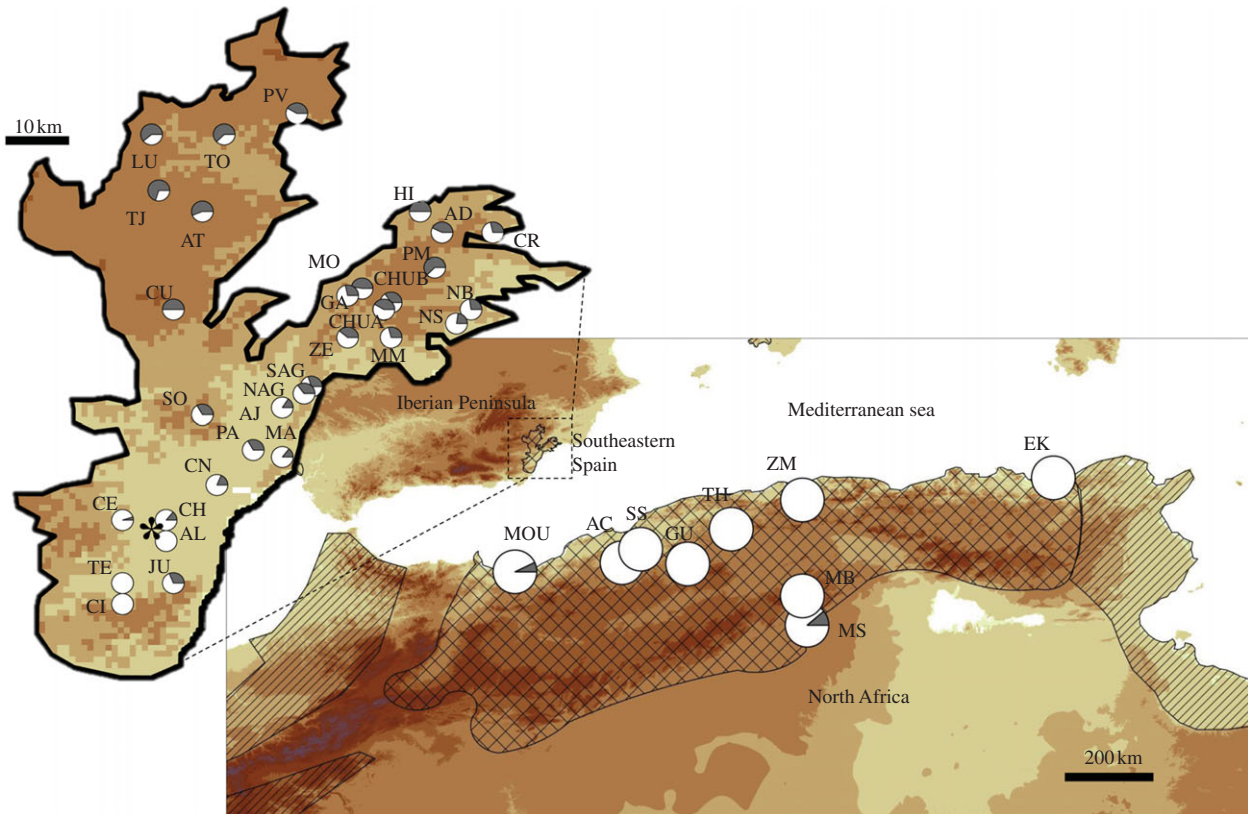 PV
10 km
LU
TO
TJ
AT
HI
AD
CR
MO
PM
CHUB
CU
GA
NB
CHUA
NS
ZE
MM
SAG
NAG
SO
AJ
PA
MA
CN
CE
CH
AL
TE
JU
CI
Iberian Peninsula
Mediterranean sea
Southeastern
Spain
EK
ZM
TH
SS
AC
GU
MOU
MB
MS
North Africa
200 km
*